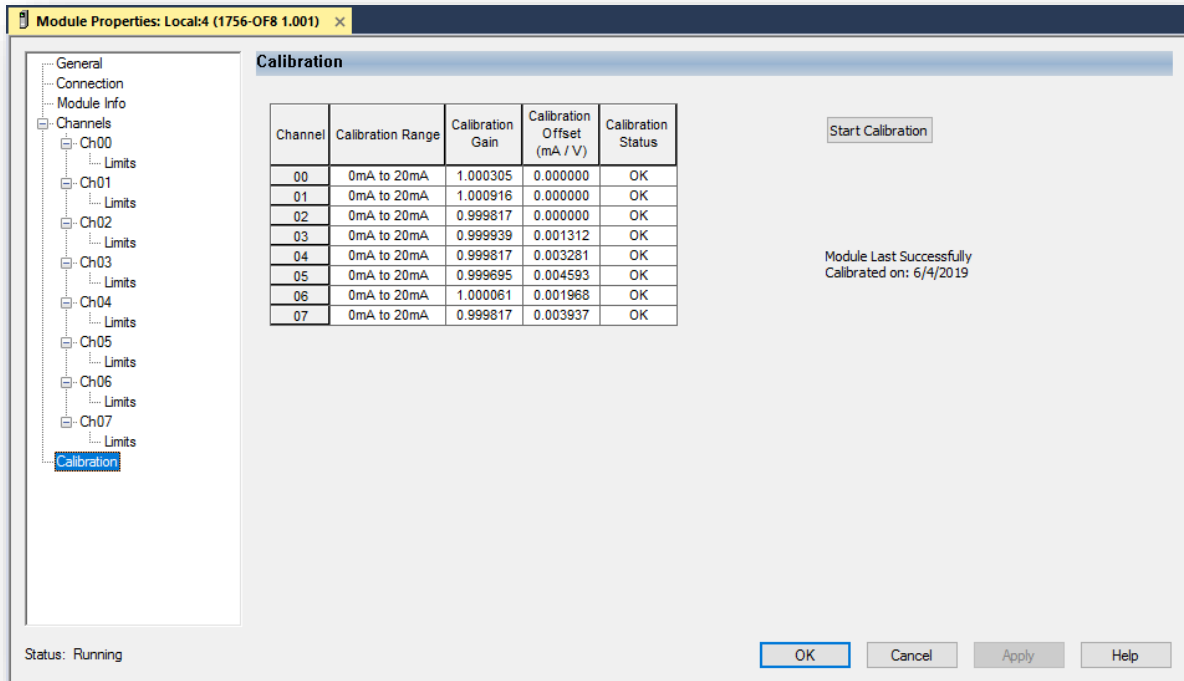 Module Properties: Local:4 (1756-OF8 1.001) ×
General
Connection
Module Info
Channels
Ch00
Limits
Ch01
Limits
Ch02
Limits
Ch03
Limits
Ch04
Limits
Ch05
Limits
Ch06
Limits
Ch07
Limits
Calibration
Calibration
Channel Calibration Range Calibration Gain Calibration Offset (mA / V) Calibration Status
00 0mA to 20mA 1.000305 0.000000 OK
01 0mA to 20mA 1.000916 0.000000 OK
02 0mA to 20mA 0.999817 0.000000 OK
03 0mA to 20mA 0.999939 0.001312 OK
04 0mA to 20mA 0.999817 0.003281 OK
05 0mA to 20mA 0.999695 0.004593 OK
06 0mA to 20mA 1.000061 0.001968 OK
07 0mA to 20mA 0.999817 0.003937 OK
Start Calibration
Module Last Successfully
Calibrated on: 6/4/2019
Status: Running
OK Cancel Apply Help